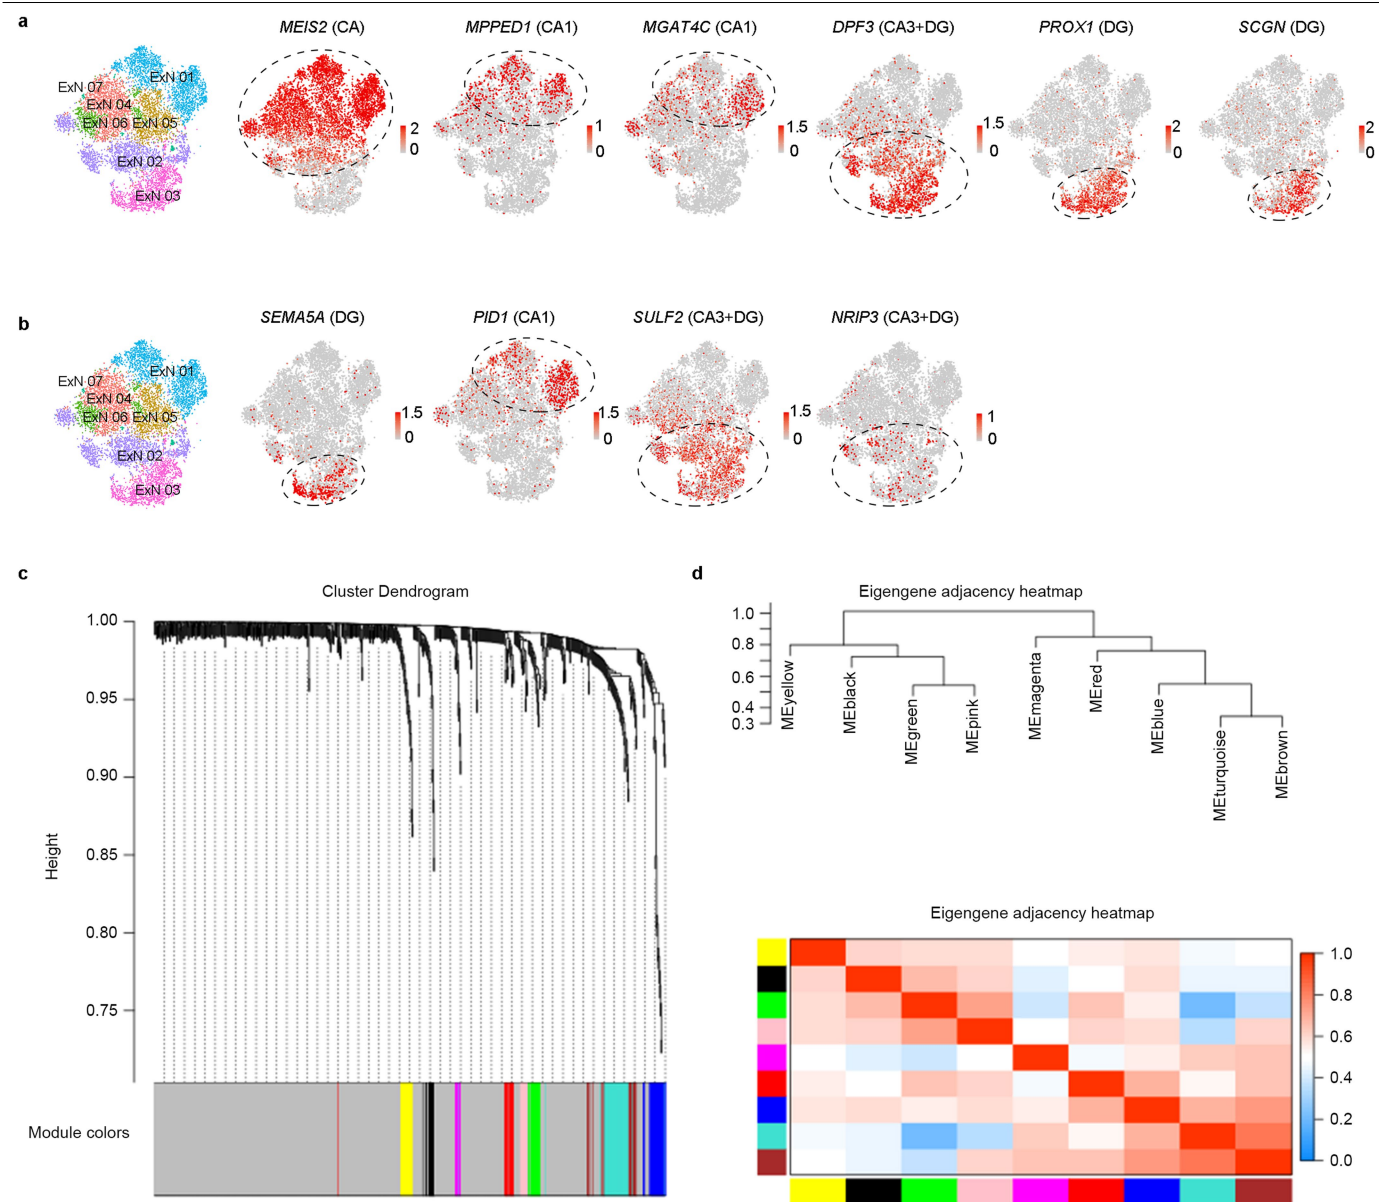 a
MEIS2 (CA)
MPPED1 (CA1)
MGAT4C (CA1)
DPF3 (CA3+DG)
PROX1 (DG)
SCGN (DG)
ExN 01
ExN 07
ExN 04
ExN 06
ExN 05
ExN 02
ExN 03
2
0
1
0
1.5
0
1.5
0
2
0
2
0
b
SEMA5A (DG)
PID1 (CA1)
SULF2 (CA3+DG)
NRIP3 (CA3+DG)
ExN 01
ExN 07
ExN 04
ExN 06
ExN 05
ExN 02
ExN 03
1.5
0
1.5
0
1.5
0
1
0
c
Cluster Dendrogram
1.00
0.95
0.90
0.85
0.80
0.75
Height
Module colors
d
Eigengene adjacency heatmap
1.0
0.8
0.6
0.4
0.3
MEyellow
MEblack
MEgreen
MEpink
MEmagenta
MEred
MEblue
MEturquoise
MEbrown
Eigengene adjacency heatmap
1.0
0.8
0.6
0.4
0.2
0.0